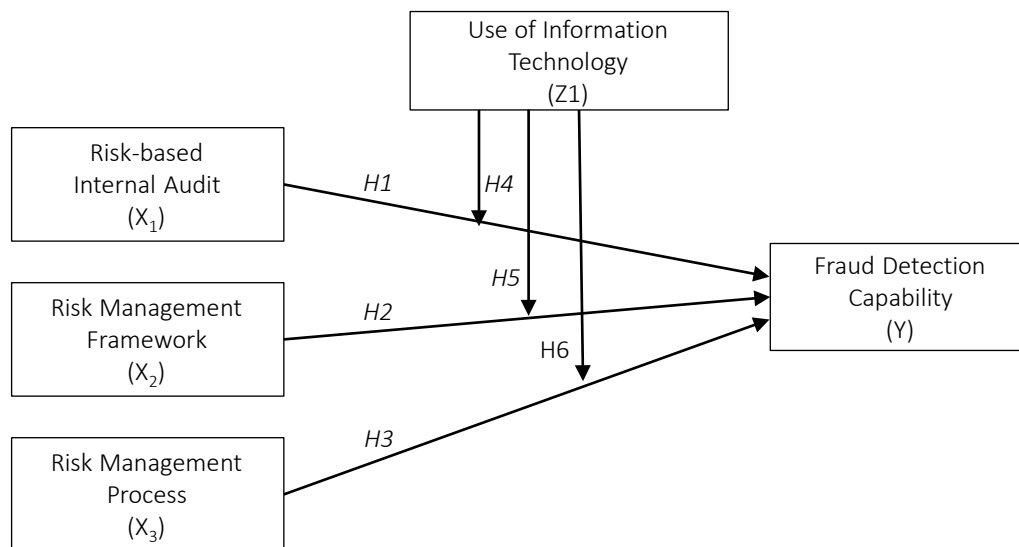 Use of Information
Technology
(Z1)
Risk-based
Internal Audit
(X₁)
H1
H4
H5
Fraud Detection
Capability
(Y)
Risk Management
Framework
(X₂)
H2
H6
Risk Management
Process
(X₃)
H3